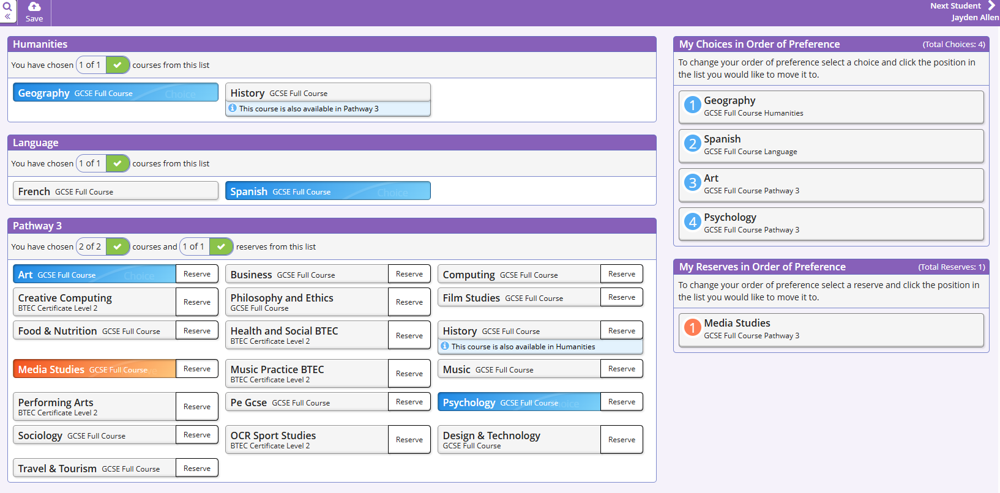 Save
Next Student
Jayden Allen
Humanities
You have chosen 1 of 1 courses from this list
Geography GCSE Full Course Choice
History GCSE Full Course
This course is also available in Pathway 3
Language
You have chosen 1 of 1 courses from this list
French GCSE Full Course
Spanish GCSE Full Course Choice
Pathway 3
You have chosen 2 of 2 courses and 1 of 1 reserves from this list
Art GCSE Full Course Choice Reserve
Business GCSE Full Course Reserve
Computing GCSE Full Course Reserve
Creative Computing
BTEC Certificate Level 2
Reserve
Philosophy and Ethics
GCSE Full Course
Reserve
Film Studies GCSE Full Course Reserve
Food & Nutrition GCSE Full Course Reserve
Health and Social BTEC
BTEC Certificate Level 2
Reserve
History GCSE Full Course Reserve
This course is also available in Humanities
Media Studies GCSE Full Course Reserve
Music Practice BTEC
BTEC Certificate Level 2
Reserve
Music GCSE Full Course Reserve
Performing Arts
BTEC Certificate Level 2
Reserve
Pe Gcse GCSE Full Course Reserve
Psychology GCSE Full Course Reserve
Sociology GCSE Full Course Reserve
OCR Sport Studies
BTEC Certificate Level 2
Reserve
Design & Technology
GCSE Full Course
Reserve
Travel & Tourism GCSE Full Course Reserve
My Choices in Order of Preference (Total Choices: 4)
To change your order of preference select a choice and click the position in
the list you would like to move it to.
1 Geography
GCSE Full Course Humanities
2 Spanish
GCSE Full Course Language
3 Art
GCSE Full Course Pathway 3
4 Psychology
GCSE Full Course Pathway 3
My Reserves in Order of Preference (Total Reserves: 1)
To change your order of preference select a reserve and click the position in
the list you would like to move it to.
1 Media Studies
GCSE Full Course Pathway 3